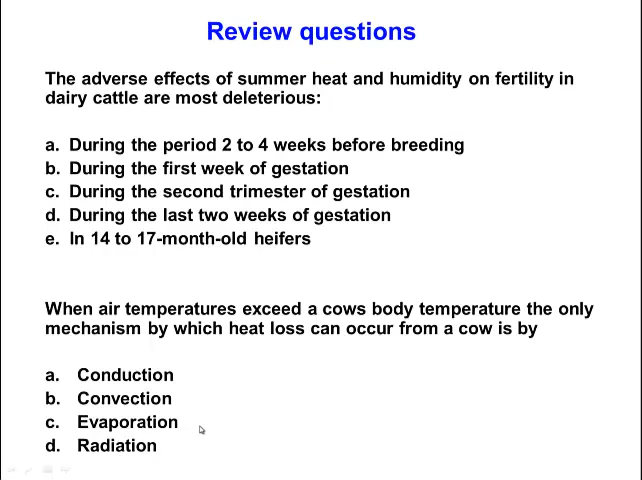 Review questions
The adverse effects of summer heat and humidity on fertility in
dairy cattle are most deleterious:
a. During the period 2 to 4 weeks before breeding
b. During the first week of gestation
c. During the second trimester of gestation
d. During the last two weeks of gestation
e. In 14 to 17-month-old heifers
When air temperatures exceed a cows body temperature the only
mechanism by which heat loss can occur from a cow is by
a. Conduction
b. Convection
c. Evaporation
d. Radiation